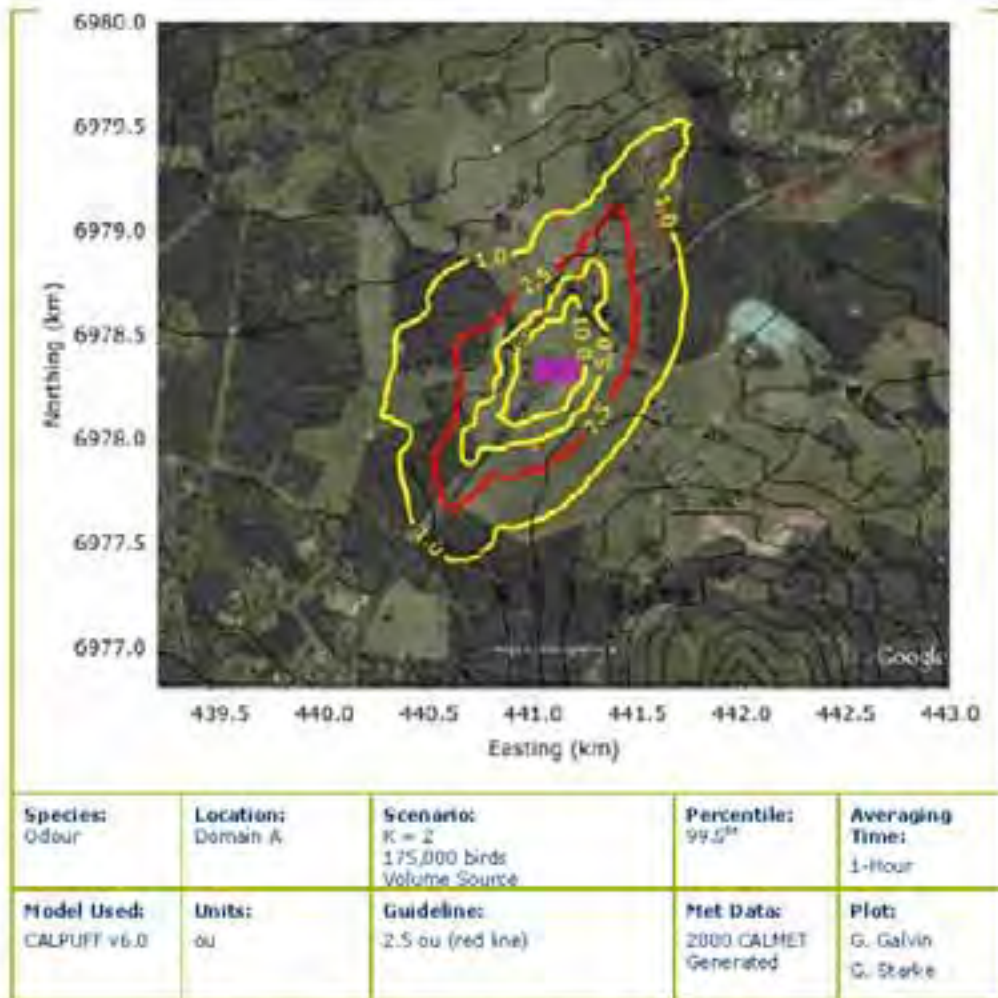 6980.0
6979.5
6979.0
6978.5
6978.0
6977.5
6977.0
Northing (km)
1.0
2.5
1.0
10.0
5.0
2.5
1.0
Google
439.5 440.0 440.5 441.0 441.5 442.0 442.5 443.0
Easting (km)
Species:
Odour
Location:
Domain A
Scenario:
K = 2
175,000 birds
Volume Source
Percentile:
99.5th
Averaging
Time:
1-Hour
Model Used:
CALPUFF v6.0
Units:
ou
Guideline:
2.5 ou (red line)
Met Data:
2000 CALMET
Generated
Plot:
G. Galvin
G. Starke